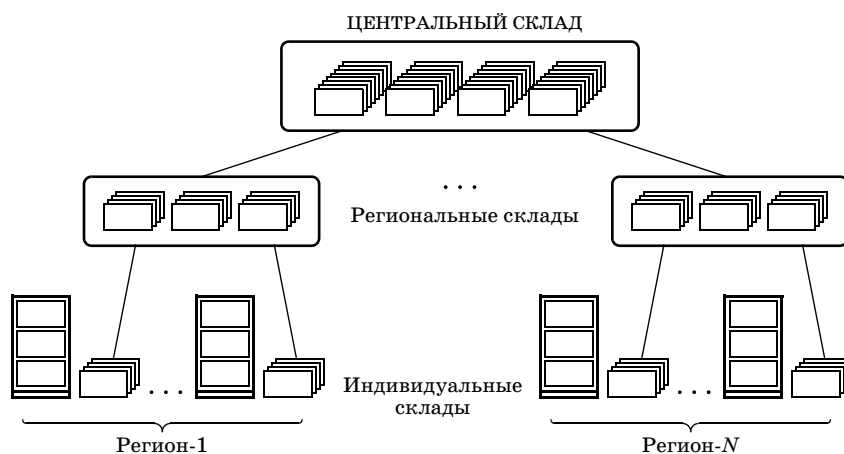 ЦЕНТРАЛЬНЫЙ СКЛАД
. . .
Региональные склады
. . .
. . .
Индивидуальные
склады
Регион-1
Регион-N